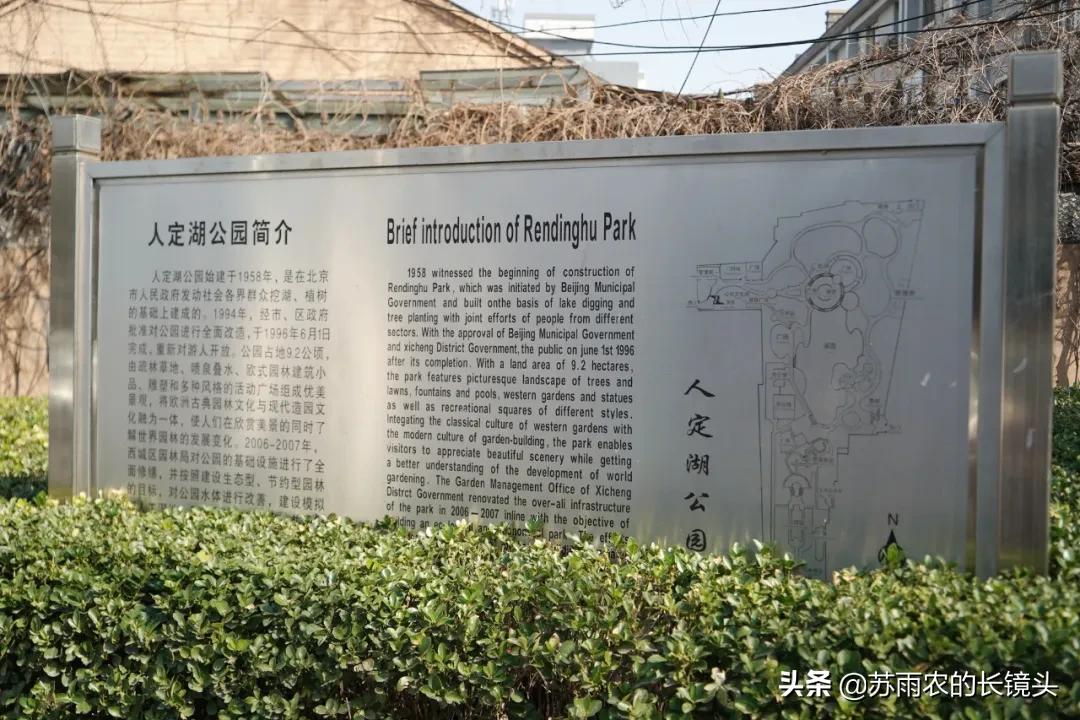 人定湖公园简介
人定湖公园始建于1958年，是在北京
市人民政府发动社会各界群众挖湖、植树
的基础上建成的。1994年，经市、区政府
批准对公园进行全面改造，于1996年6月1日
完成，重新对游人开放。公园占地9.2公顷，
由疏林草地、喷泉叠水、欧式园林建筑小
品、雕塑和多种风格的活动广场组成优美
景观，将欧洲古典园林文化与现代造园文
化融为一体，使人们在欣赏美景的同时了
解世界园林的发展变化。2006-2007年，
西城区园林局对公园的基础设施进行了全
面修缮，并按照建设生态型、节约型园林
的目标，对公园水体进行改善，建设模拟
Brief introduction of Rendinghu Park
1958 witnessed the beginning of construction of
Rendinghu Park, which was initiated by Beijing Municipal
Government and built onthe basis of lake digging and
tree planting with joint efforts of people from different
sectors. With the approval of Beijing Municipal Government
and xicheng District Government, the public on june 1st 1996
after its completion. With a land area of 9.2 hectares,
the park features picturesque landscape of trees and
lawns, fountains and pools, western gardens and statues
as well as recreational squares of different styles.
Integating the classical culture of western gardens with
the modern culture of garden-building, the park enables
visitors to appreciate beautiful scenery while getting
a better understanding of the development of world
gardening. The Garden Management Office of Xicheng
Distrct Government renovated the over-ali infrastructure
of the park in 2006-2007 inline with the objective of
park. The
人定湖公园
N
头条 @苏雨农的长镜头